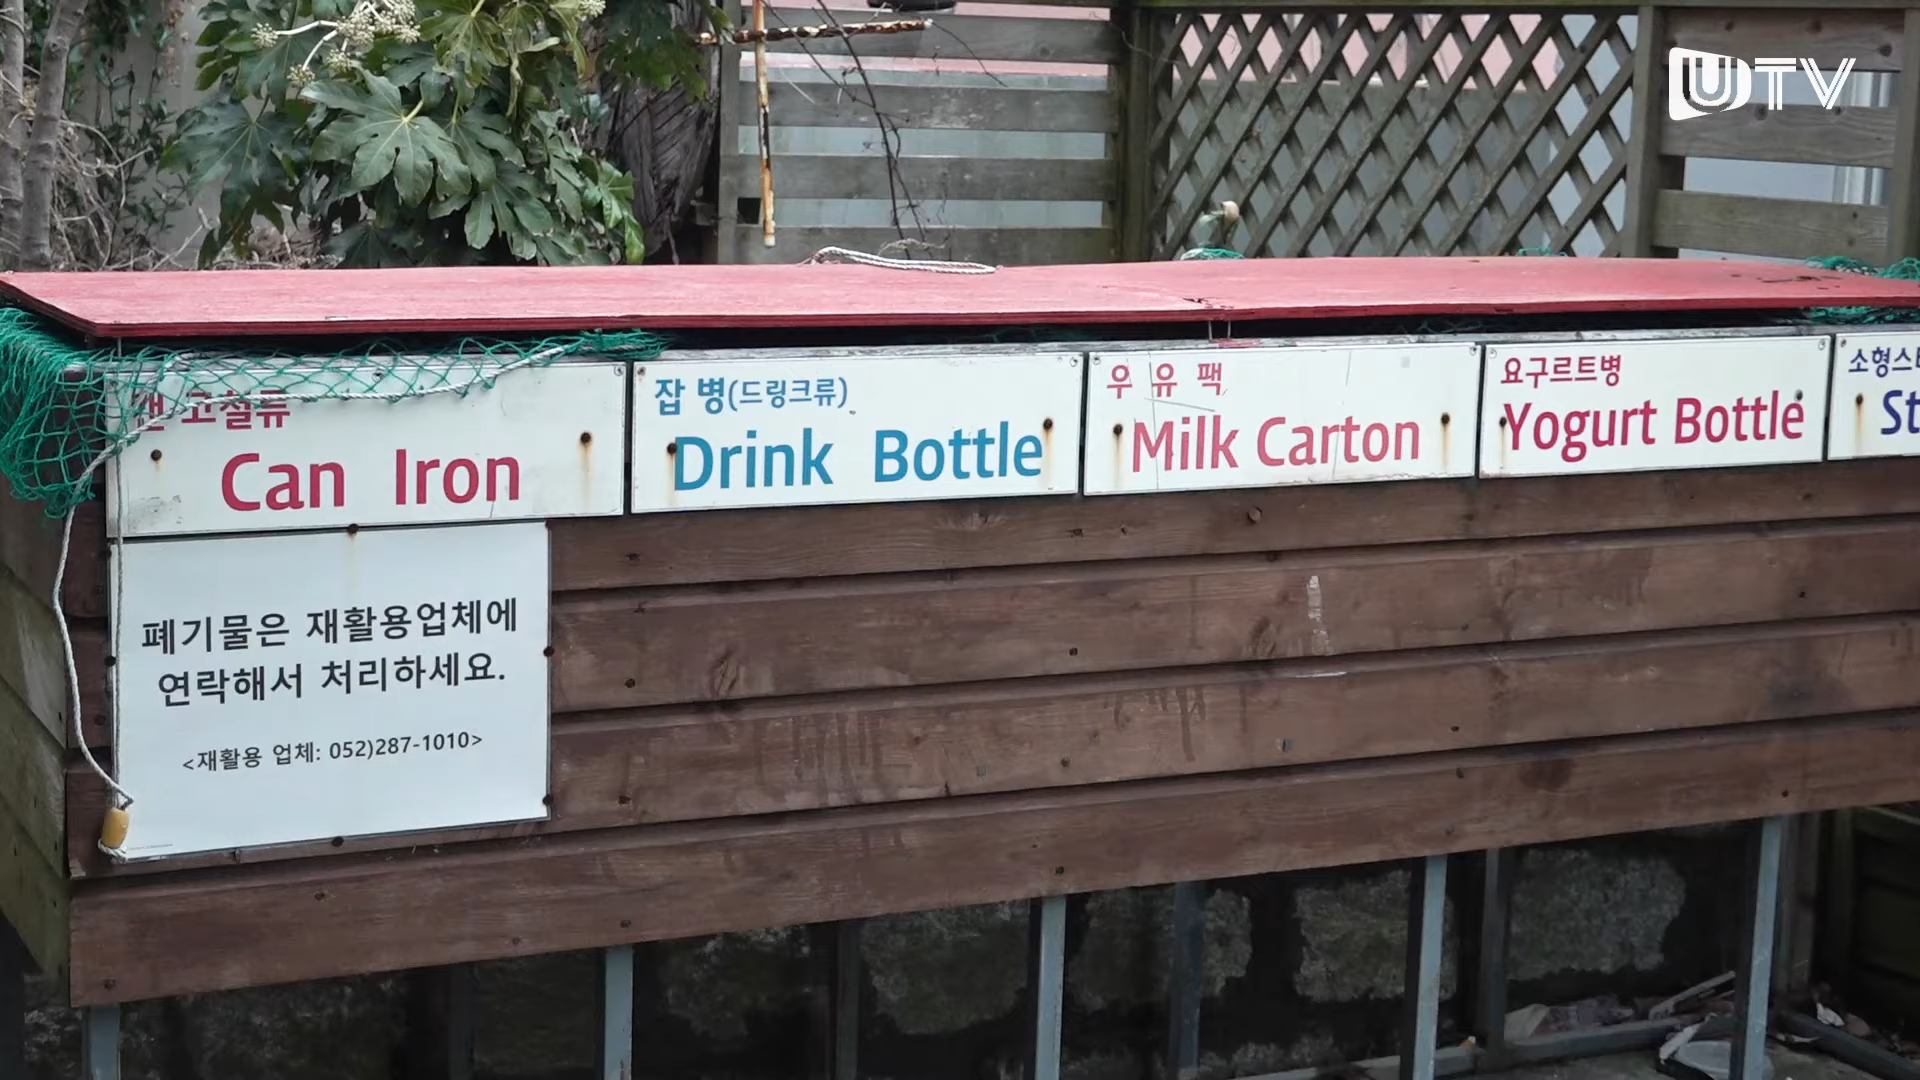 UTV
캔 고철류
Can Iron
잡 병(드링크류)
Drink Bottle
우 유 팩
Milk Carton
요구르트병
Yogurt Bottle
소형스
St
폐기물은 재활용업체에
연락해서 처리하세요.
<재활용 업체: 052)287-1010>